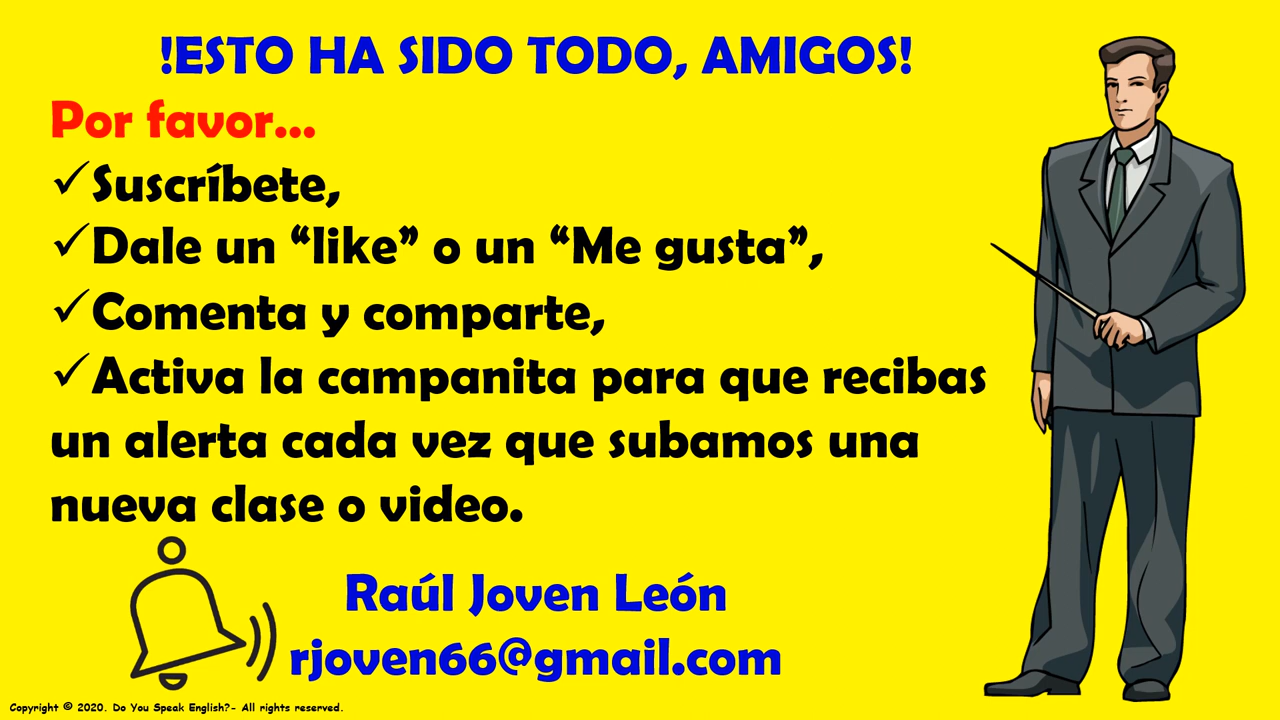 !ESTO HA SIDO TODO, AMIGOS!
Por favor...
✓Suscríbete,
✓Dale un “like” o un “Me gusta”,
✓Comenta y comparte,
✓Activa la campanita para que recibas
un alerta cada vez que subamos una
nueva clase o video.
Raúl Joven León
rjoven66@gmail.com
Copyright © 2020. Do You Speak English?- All rights reserved.